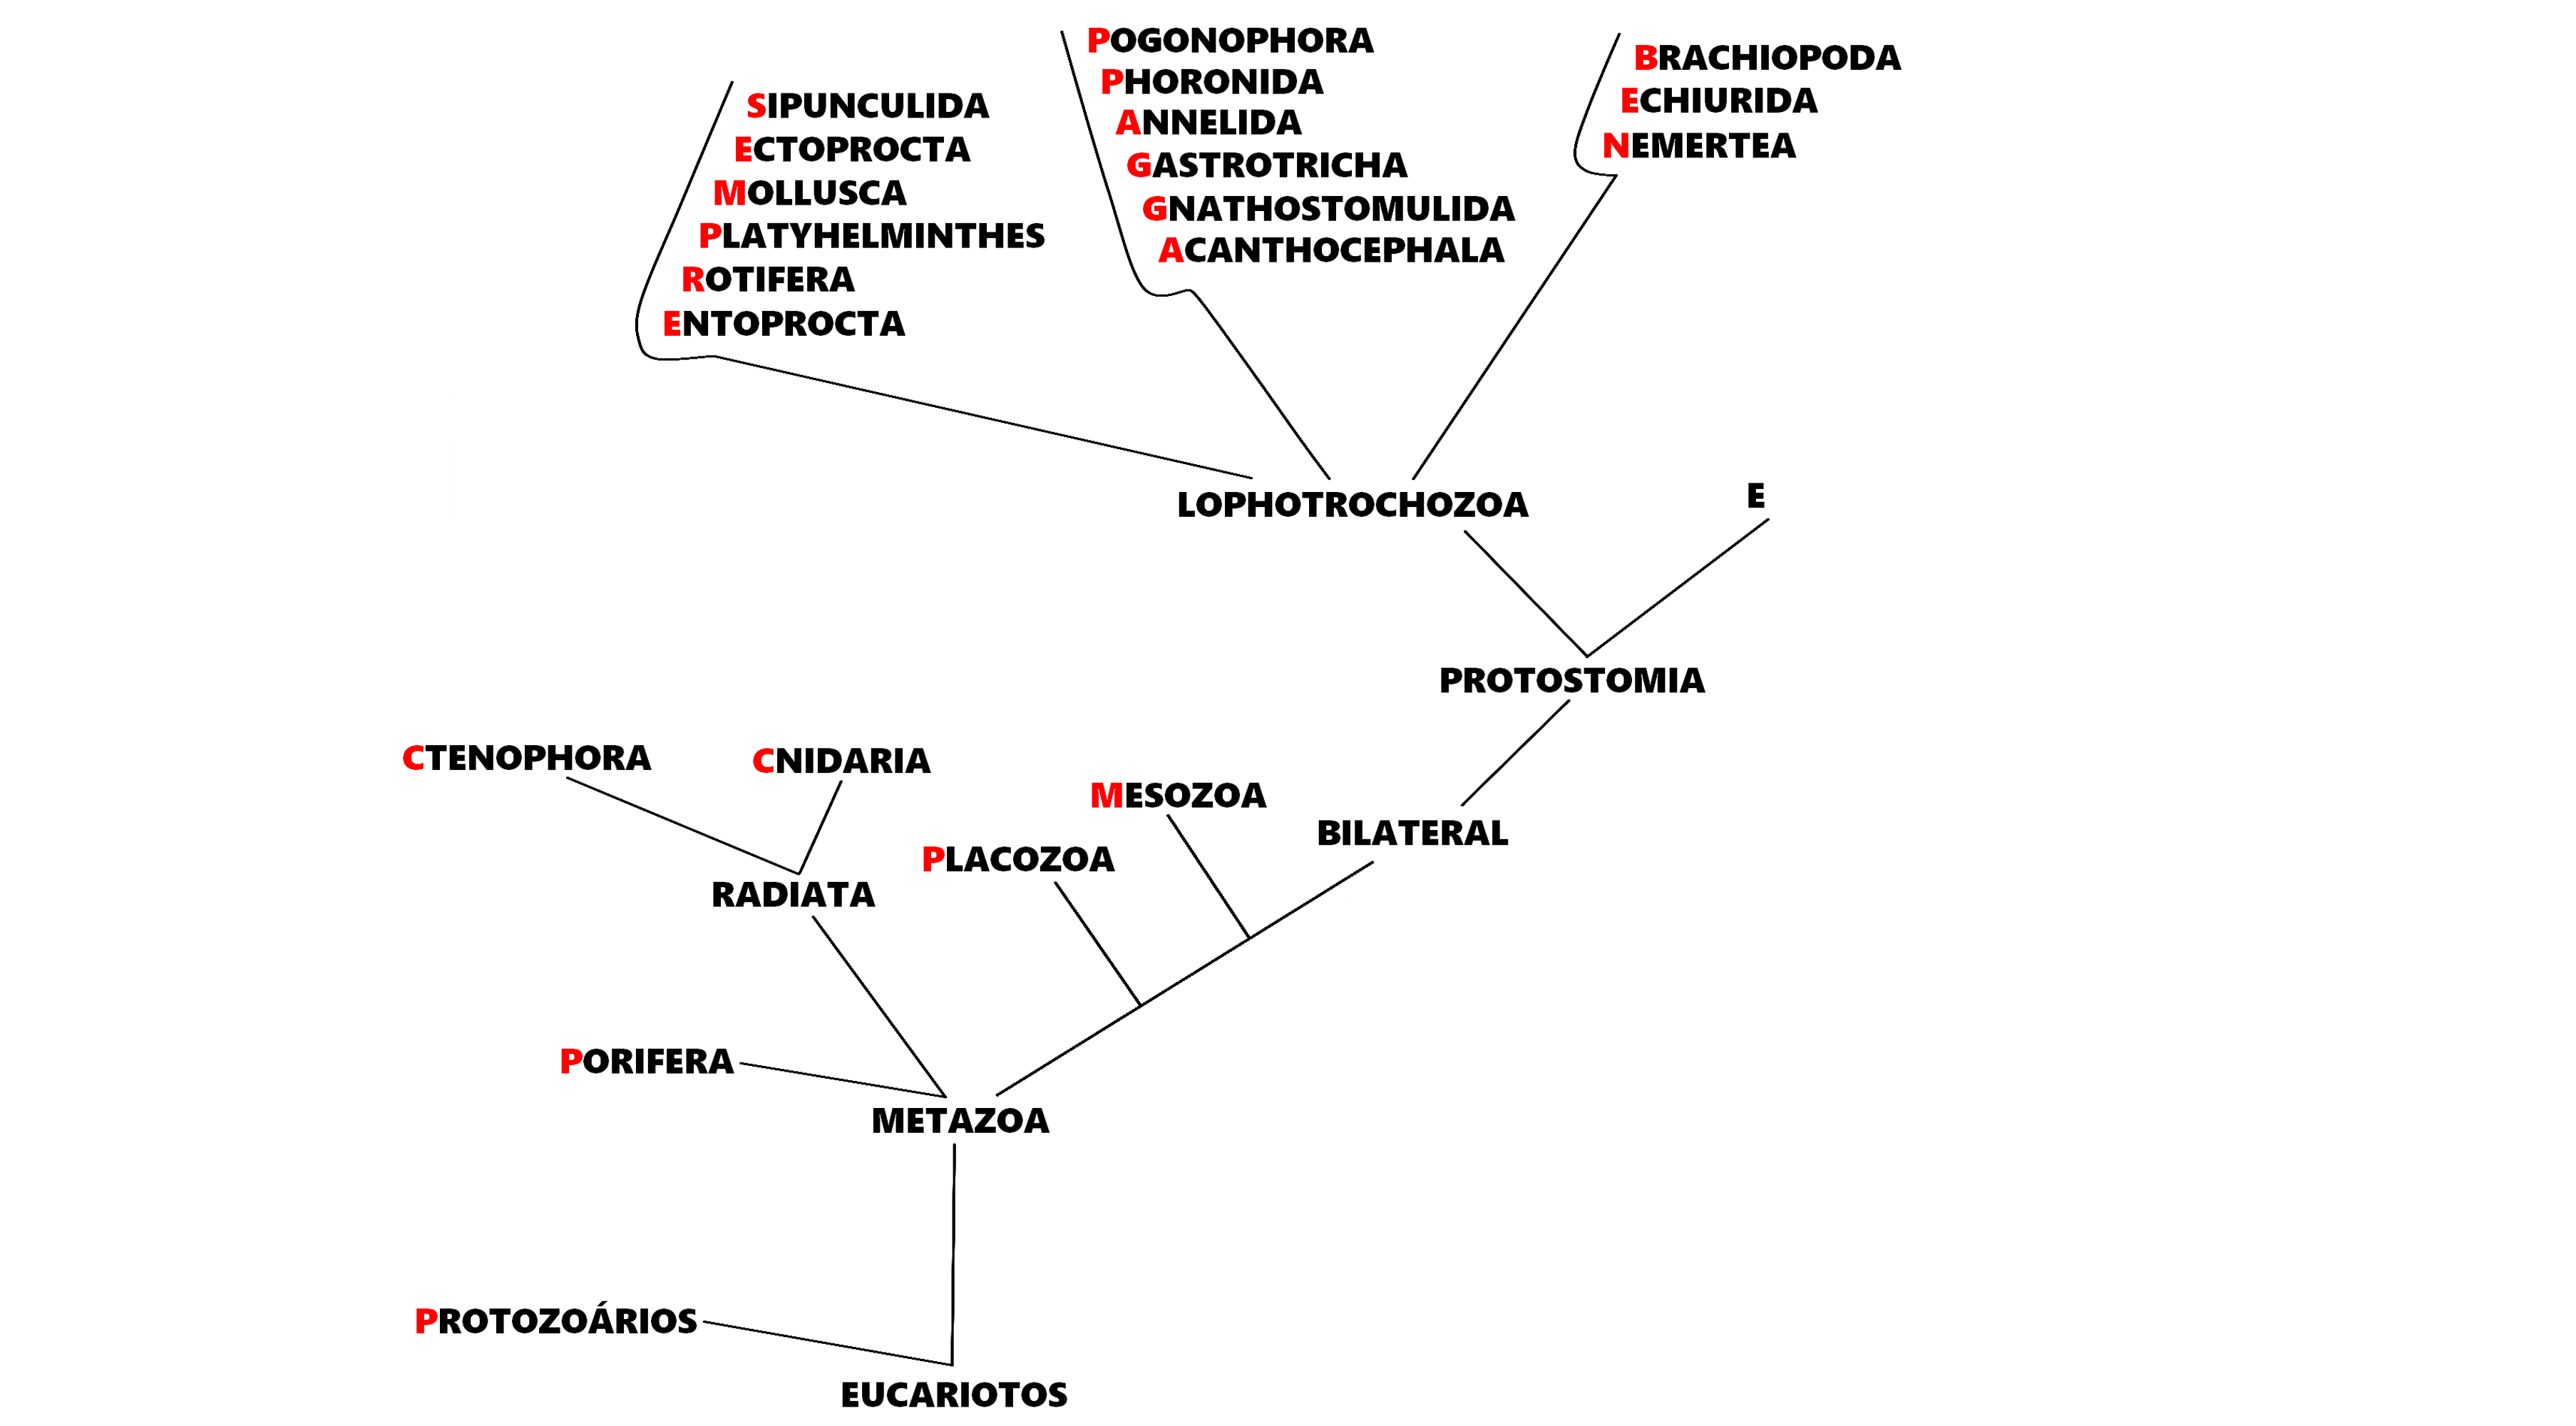 SIPUNCULIDA
ECTOPROCTA
MOLLUSCA
PLATYHELMINTHES
ROTIFERA
ENTOPROCTA
POGONOPHORA
PHORONIDA
ANNELIDA
GASTROTRICHA
GNATHOSTOMULIDA
ACANTHOCEPHALA
BRACHIOPODA
ECHIURIDA
NEMERTEA
LOPHOTROCHOZOA
E
PROTOSTOMIA
CTENOPHORA
CNIDARIA
MESOZOA
BILATERAL
PLACOZOA
RADIATA
PORIFERA
METAZOA
PROTOZOÁRIOS
EUCARIOTOS